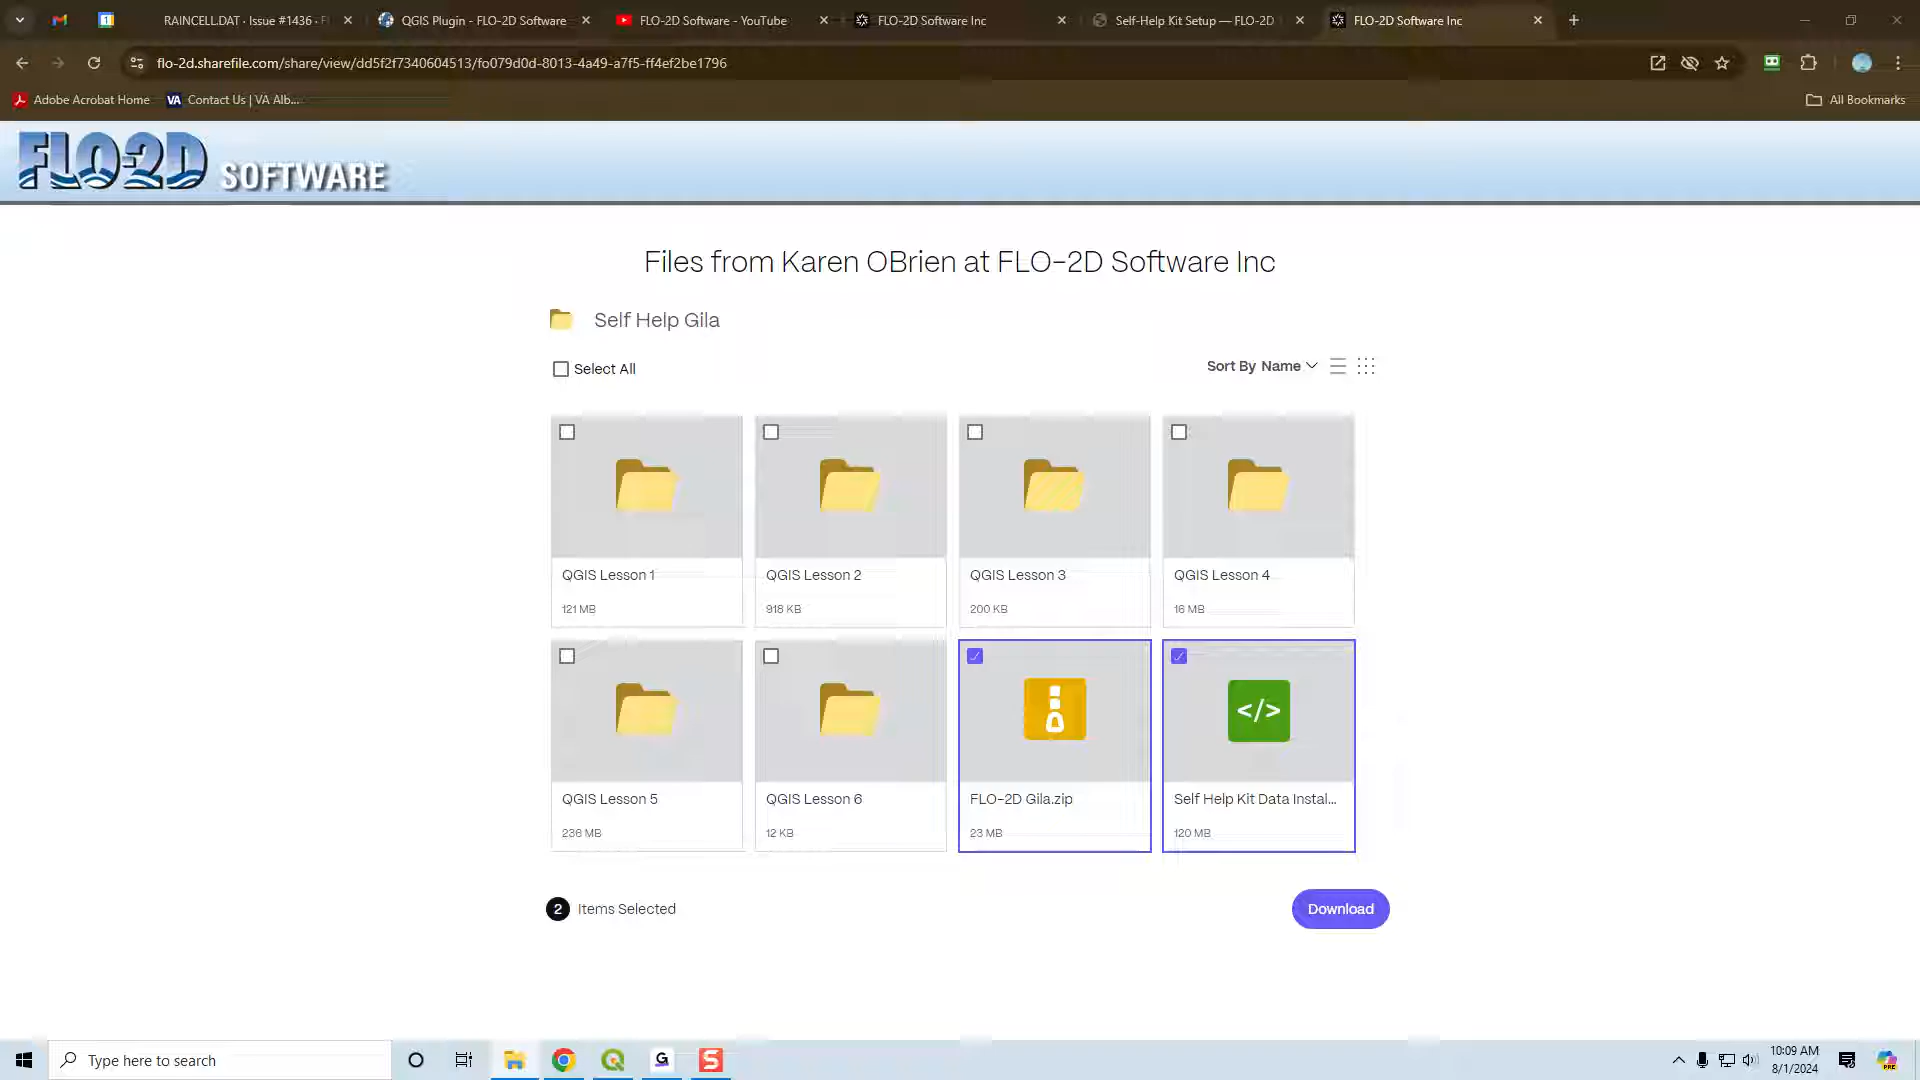 RAINCELL.DAT · Issue #1436 · F
QGIS Plugin - FLO-2D Software
FLO-2D Software - YouTube
FLO-2D Software Inc
Self-Help Kit Setup — FLO-2D
FLO-2D Software Inc
flo-2d.sharefile.com/share/view/dd5f2f7340604513/fo079d0d-8013-4a49-a7f5-ff4ef2be1796
Adobe Acrobat Home
VA Contact Us | VA Alb...
All Bookmarks
FLO-2D SOFTWARE
Files from Karen OBrien at FLO-2D Software Inc
Self Help Gila
Select All
Sort By Name
QGIS Lesson 1
121 MB
QGIS Lesson 2
918 KB
QGIS Lesson 3
200 KB
QGIS Lesson 4
16 MB
QGIS Lesson 5
236 MB
QGIS Lesson 6
12 KB
FLO-2D Gila.zip
23 MB
</>
Self Help Kit Data Instal...
120 MB
2 Items Selected
Download
Type here to search
10:09 AM
8/1/2024